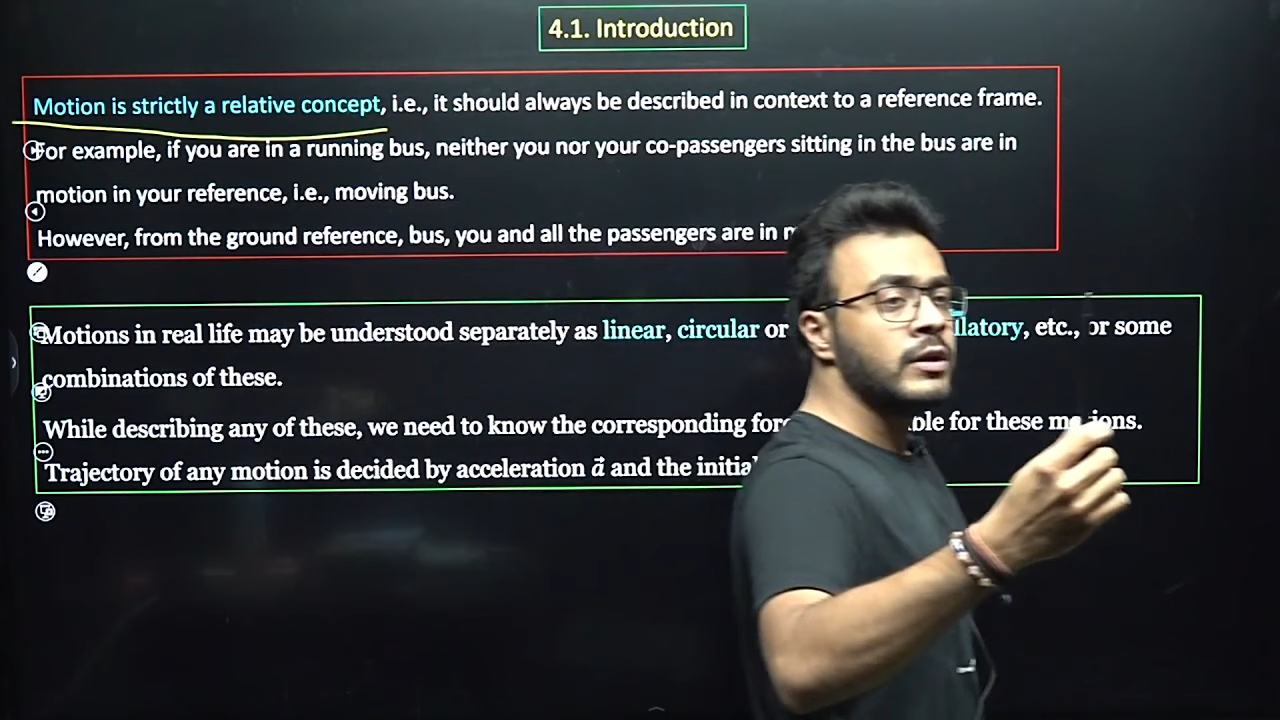 4.1. Introduction
Motion is strictly a relative concept, i.e., it should always be described in context to a reference frame.
For example, if you are in a running bus, neither you nor your co-passengers sitting in the bus are in
motion in your reference, i.e., moving bus.
However, from the ground reference, bus, you and all the passengers are in
Motions in real life may be understood separately as linear, circular or etc., or some
combinations of these.
While describing any of these, we need to know the corresponding for these motions.
Trajectory of any motion is decided by acceleration a⃗ and the initial